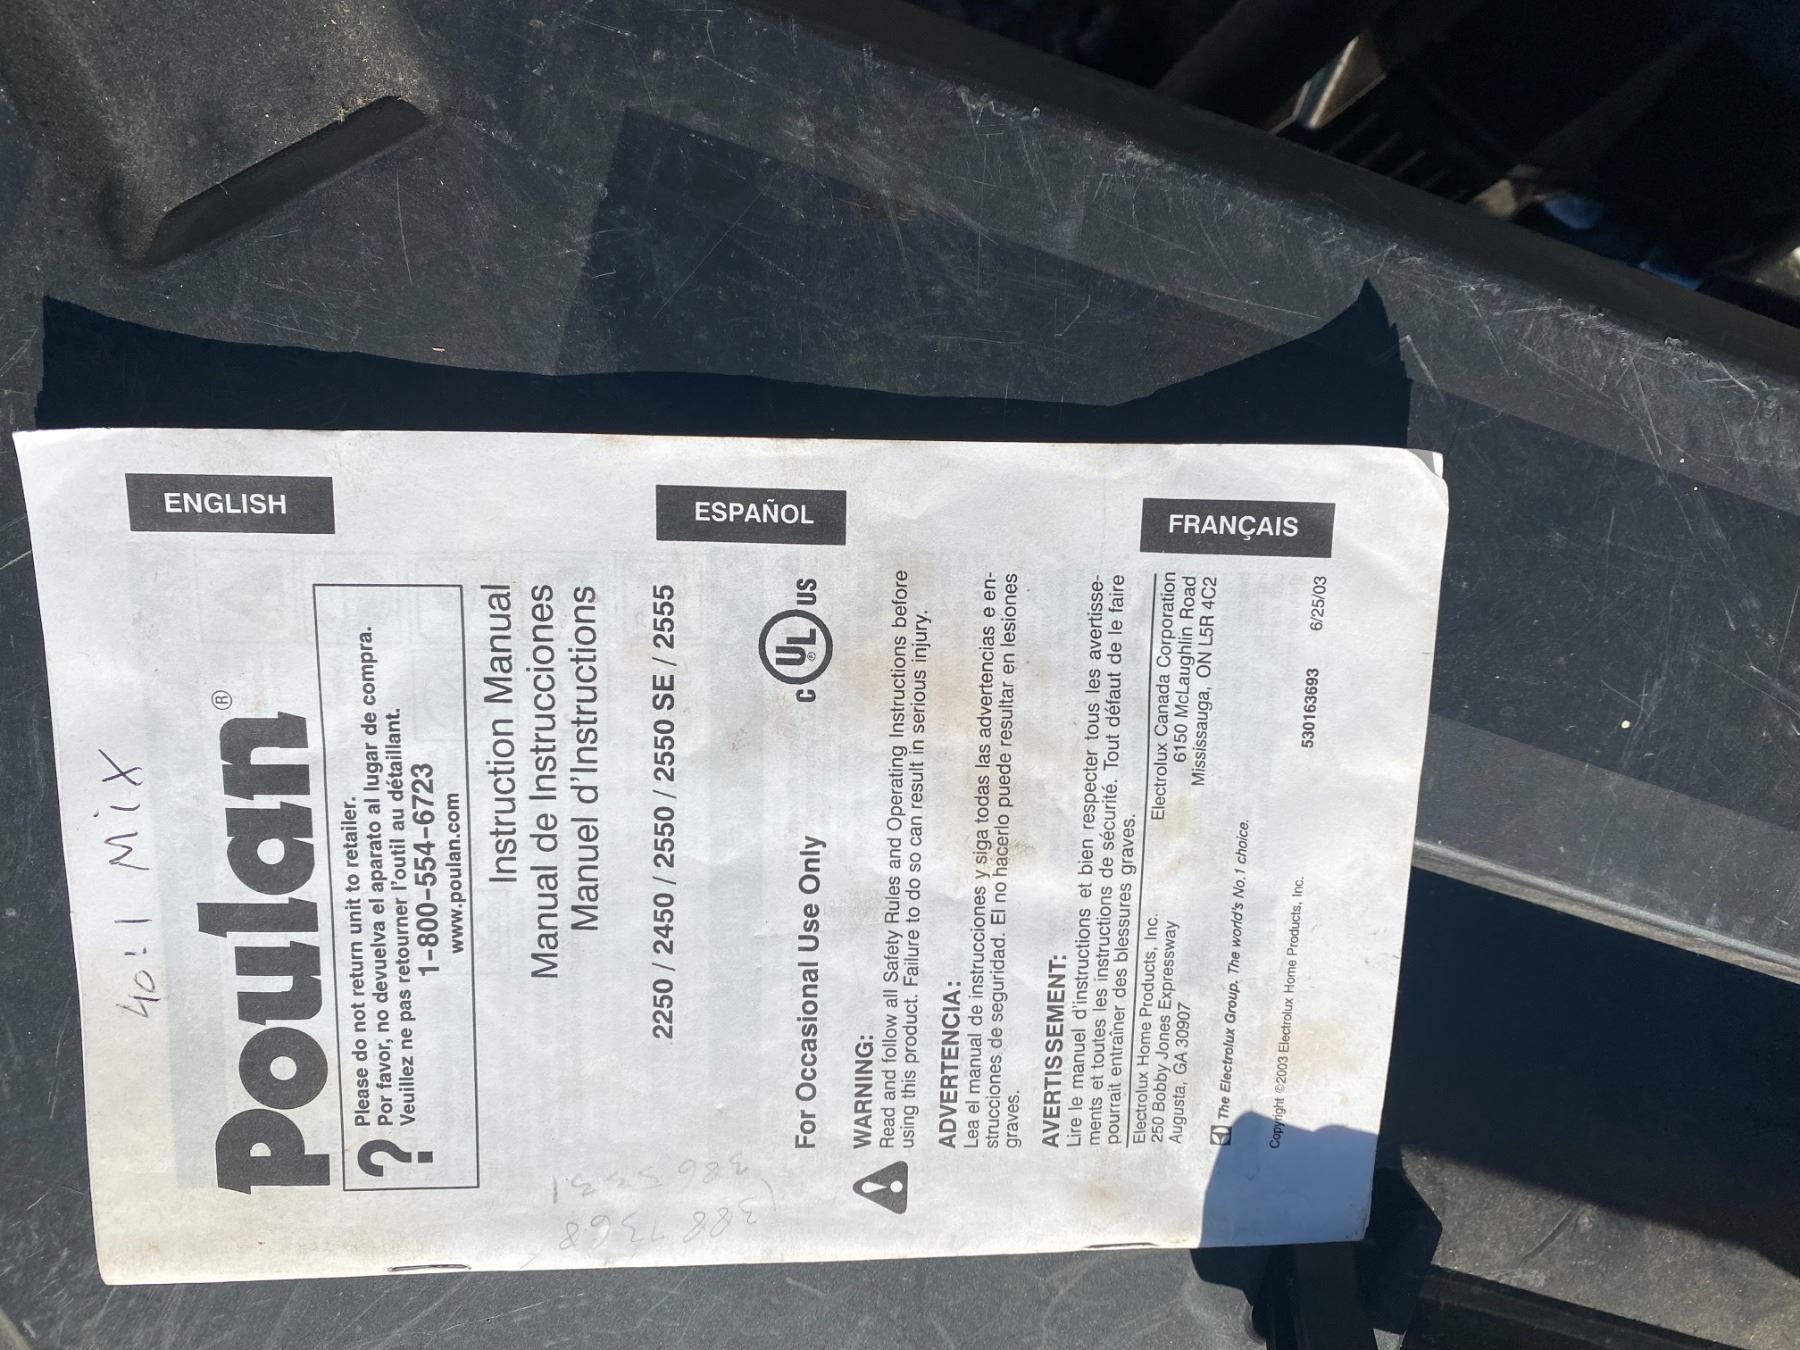 40:1 MIX
Poulan®
ENGLISH
? Please do not return unit to retailer.
Por favor, no devuelva el aparato al lugar de compra.
Veuillez ne pas retourner l'outil au détaillant.
1-800-554-6723
www.poulan.com
Instruction Manual
Manual de Instrucciones
Manuel d'Instructions
2250 / 2450 / 2550 / 2550 SE / 2555
ESPAÑOL
For Occasional Use Only
C UL® US
WARNING:
Read and follow all Safety Rules and Operating Instructions before
using this product. Failure to do so can result in serious injury.
ADVERTENCIA:
Lea el manual de instrucciones y siga todas las advertencias e en-
strucciones de seguridad. El no hacerlo puede resultar en lesiones
graves.
AVERTISSEMENT:
Lire le manuel d'instructions et bien respecter tous les avertisse-
ments et toutes les instructions de sécurité. Tout défaut de le faire
pourrait entraîner des blessures graves.
FRANÇAIS
Electrolux Home Products, Inc.
250 Bobby Jones Expressway
Augusta, GA 30907
Electrolux Canada Corporation
6150 McLaughlin Road
Mississauga, ON L5R 4C2
The Electrolux Group. The world's No.1 choice.
Copyright ©2003 Electrolux Home Products, Inc.
530163693
6/25/03